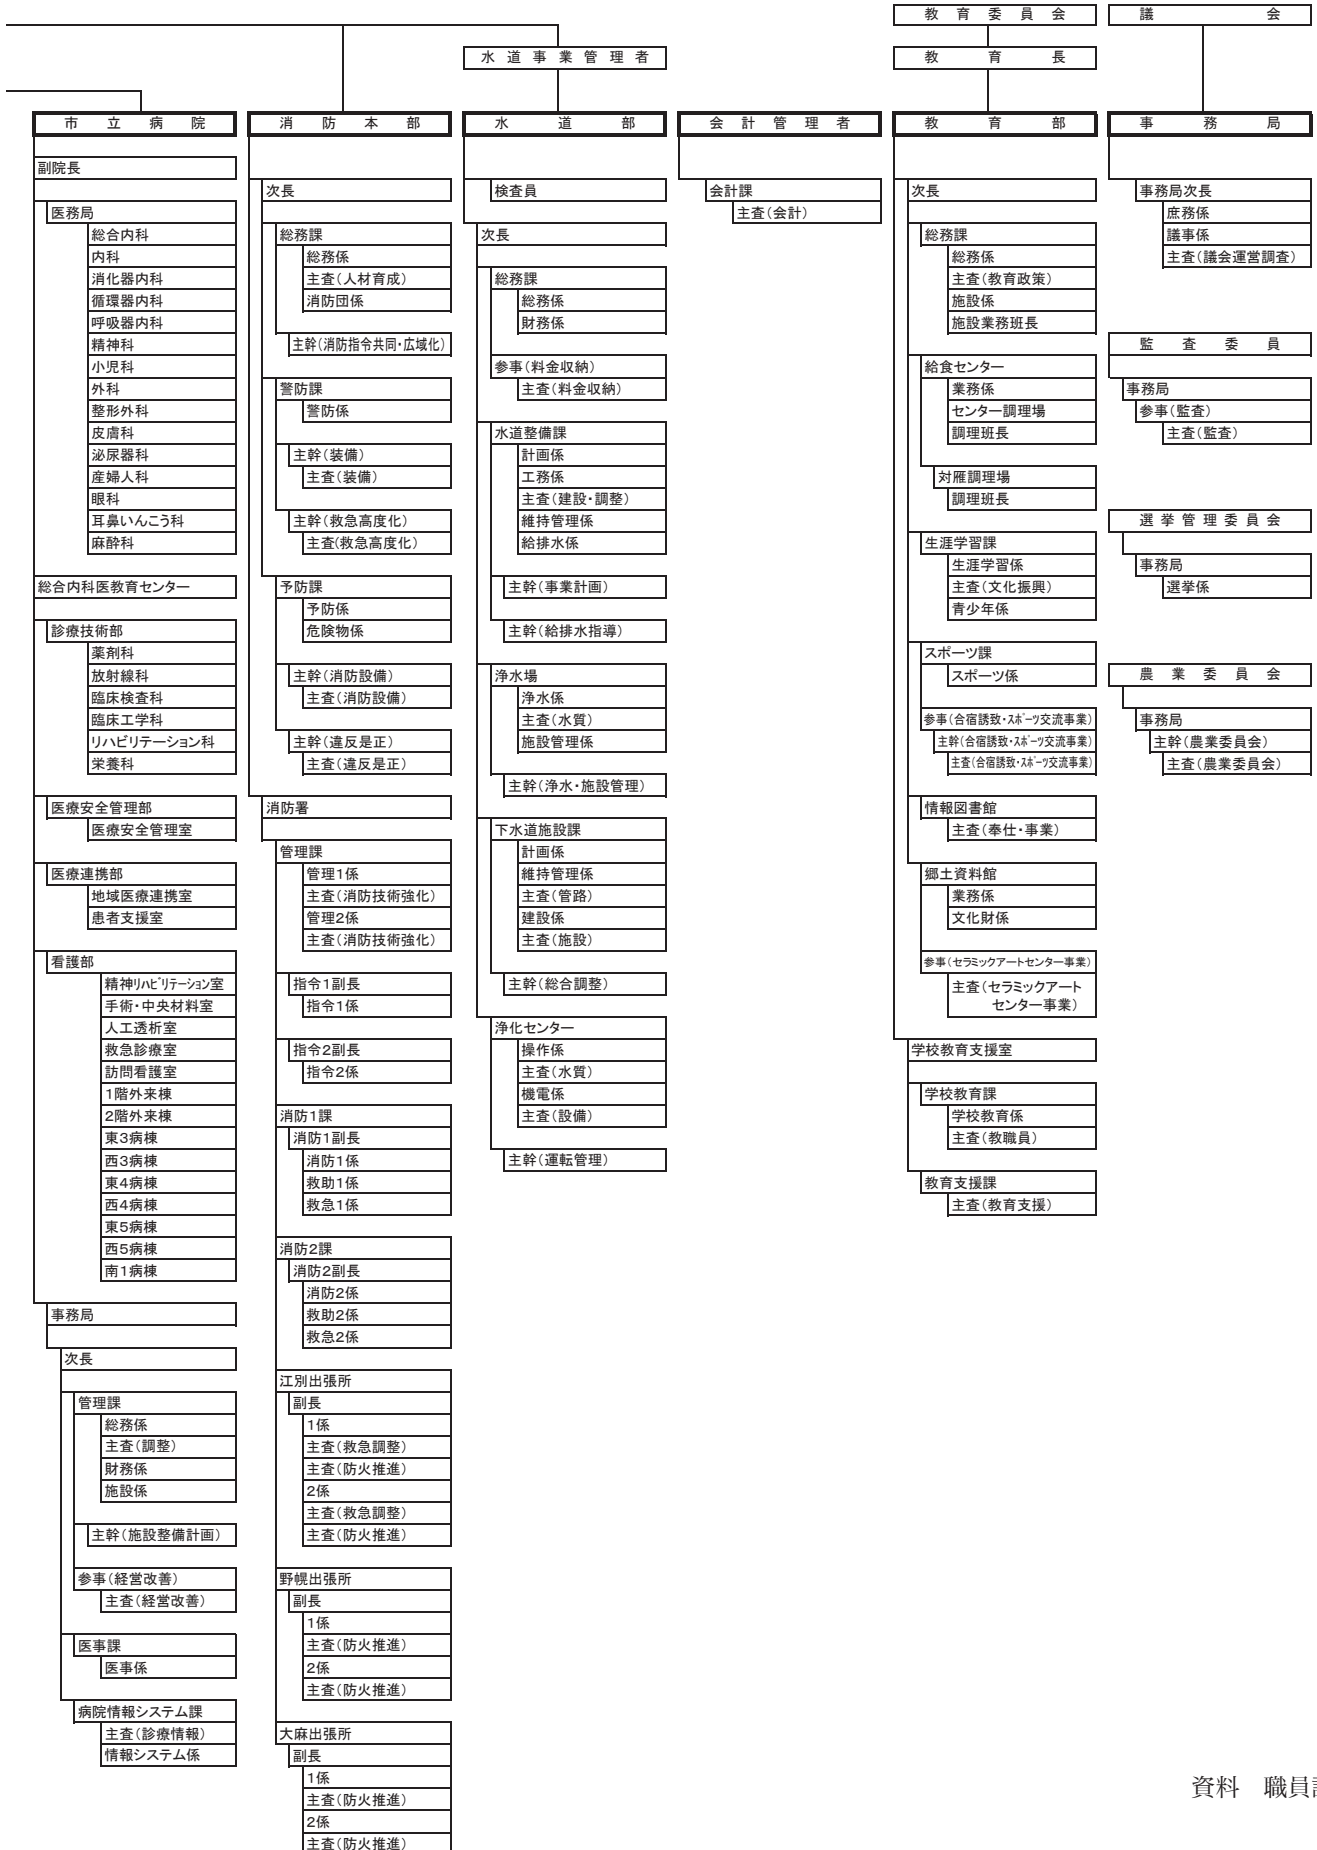 教育委員会
議会
水道事業管理者
教育長
市立病院
副院長
医務局
総合内科
内科
消化器内科
循環器内科
呼吸器内科
精神科
小児科
外科
整形外科
皮膚科
泌尿器科
産婦人科
眼科
耳鼻いんこう科
麻酔科
総合内科医教育センター
診療技術部
薬剤科
放射線科
臨床検査科
臨床工学科
リハビリテーション科
栄養科
医療安全管理部
医療安全管理室
医療連携部
地域医療連携室
患者支援室
看護部
精神ﾘﾊﾋﾞﾘﾃｰｼｮﾝ室
手術・中央材料室
人工透析室
救急診療室
訪問看護室
1階外来棟
2階外来棟
東3病棟
西3病棟
東4病棟
西4病棟
東5病棟
西5病棟
南1病棟
事務局
次長
管理課
総務係
主査（調整）
財務係
施設係
主幹（施設整備計画）
参事（経営改善）
主査（経営改善）
医事課
医事係
病院情報システム課
主査（診療情報）
情報システム係
消防本部
次長
総務課
総務係
主査（人材育成）
消防団係
主幹（消防指令共同・広域化）
警防課
警防係
主幹（装備）
主査（装備）
主幹（救急高度化）
主査（救急高度化）
予防課
予防係
危険物係
主幹（消防設備）
主査（消防設備）
主幹（違反是正）
主査（違反是正）
消防署
管理課
管理1係
主査（消防技術強化）
管理2係
主査（消防技術強化）
指令1副長
指令1係
指令2副長
指令2係
消防1課
消防1副長
消防1係
救助1係
救急1係
消防2課
消防2副長
消防2係
救助2係
救急2係
江別出張所
副長
1係
主査（救急調整）
主査（防火推進）
2係
主査（救急調整）
主査（防火推進）
野幌出張所
副長
1係
主査（防火推進）
2係
主査（防火推進）
大麻出張所
副長
1係
主査（防火推進）
2係
主査（防火推進）
水道部
検査員
次長
総務課
総務係
財務係
参事（料金収納）
主査（料金収納）
水道整備課
計画係
工務係
主査（建設・調整）
維持管理係
給排水係
主幹（事業計画）
主幹（給排水指導）
浄水場
浄水係
主査（水質）
施設管理係
主幹（浄水・施設管理）
下水道施設課
計画係
維持管理係
主査（管路）
建設係
主査（施設）
主幹（総合調整）
浄化センター
操作係
主査（水質）
機電係
主査（設備）
主幹（運転管理）
会計管理者
会計課
主査（会計）
教育部
次長
総務課
総務係
主査（教育政策）
施設係
施設業務班長
給食センター
業務係
センター調理場
調理班長
対雁調理場
調理班長
生涯学習課
生涯学習係
主査（文化振興）
青少年係
スポーツ課
スポーツ係
参事（合宿誘致・ｽﾎﾟｰﾂ交流事業）
主幹（合宿誘致・ｽﾎﾟｰﾂ交流事業）
主査（合宿誘致・ｽﾎﾟｰﾂ交流事業）
情報図書館
主査（奉仕・事業）
郷土資料館
業務係
文化財係
参事（セラミックアートセンター事業）
主査（セラミックアート
センター事業）
学校教育支援室
学校教育課
学校教育係
主査（教職員）
教育支援課
主査（教育支援）
事務局
事務局次長
庶務係
議事係
主査（議会運営調査）
監査委員
事務局
参事（監査）
主査（監査）
選挙管理委員会
事務局
選挙係
農業委員会
事務局
主幹（農業委員会）
主査（農業委員会）
資料　職員